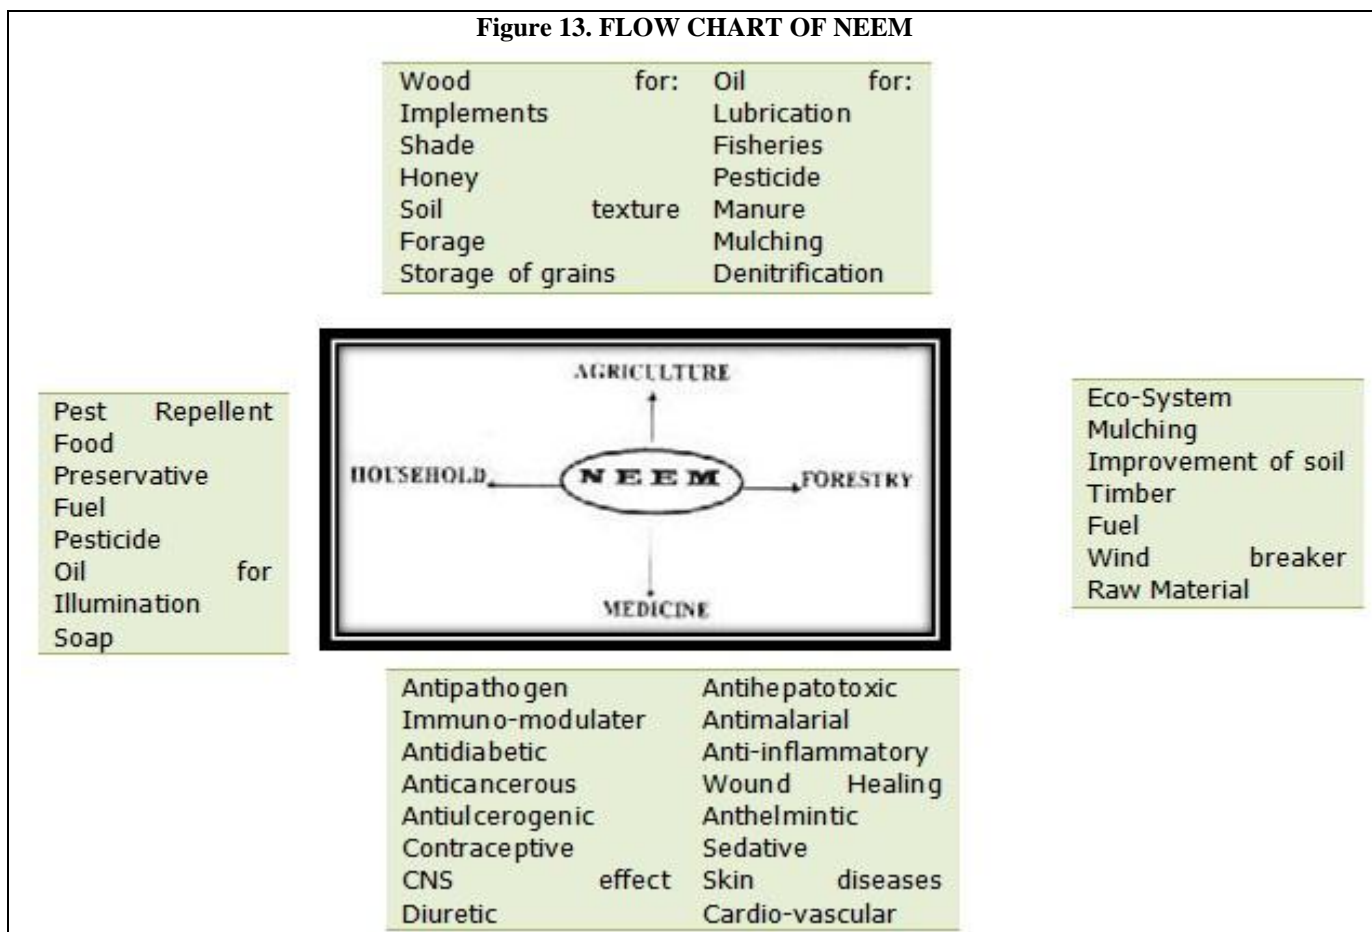 Figure 13. FLOW CHART OF NEEM
Wood for:
Implements
Shade
Honey
Soil texture
Forage
Storage of grains
Oil for:
Lubrication
Fisheries
Pesticide
Manure
Mulching
Denitrification
Pest Repellent
Food
Preservative
Fuel
Pesticide
Oil for
Illumination
Soap
AGRICULTURE
HOUSEHOLD
NEEM
FORESTRY
MEDICINE
Eco-System
Mulching
Improvement of soil
Timber
Fuel
Wind breaker
Raw Material
Antipathogen
Immuno-modulater
Antidiabetic
Anticancerous
Antiulcerogenic
Contraceptive
CNS effect
Diuretic
Antihepatotoxic
Antimalarial
Anti-inflammatory
Wound Healing
Anthelmintic
Sedative
Skin diseases
Cardio-vascular